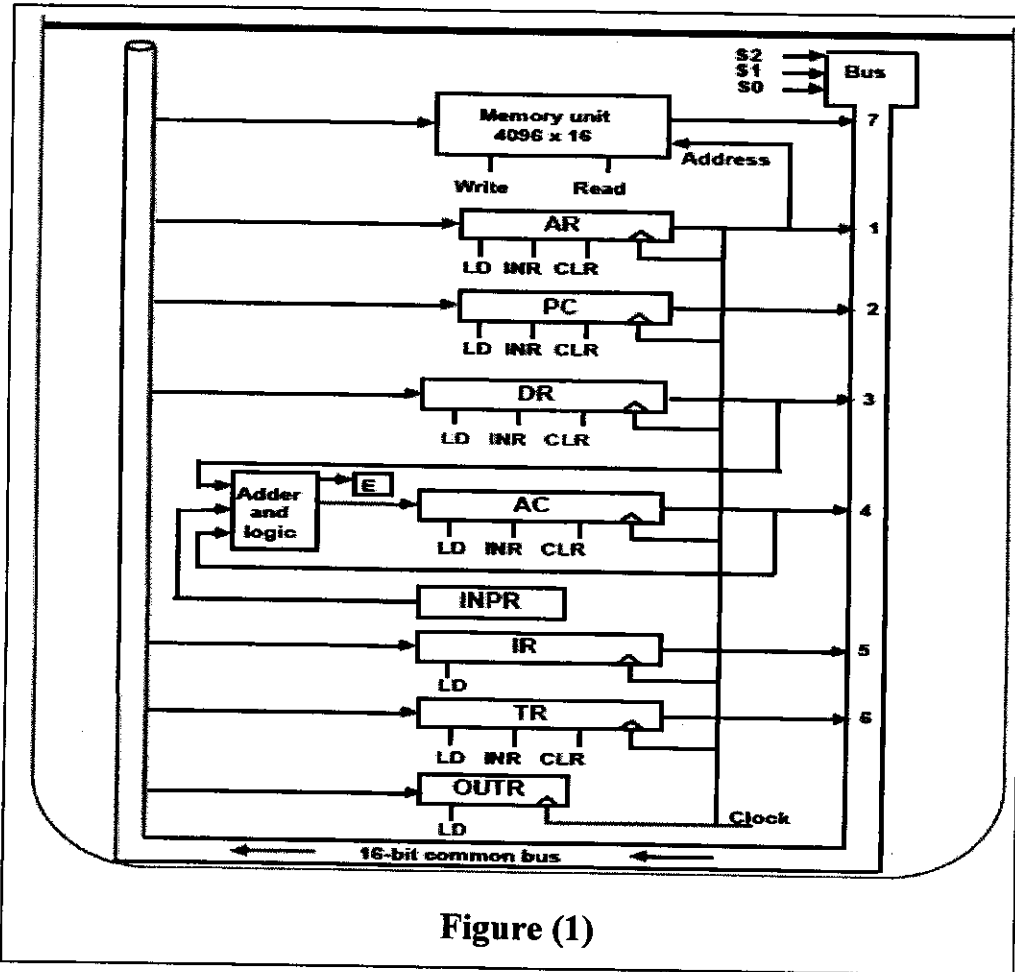 S2
S1
S0
Bus
Memory unit
4096 x 16
7
Address
Write Read
AR
1
LD INR CLR
PC
2
LD INR CLR
DR
3
LD INR CLR
E
Adder
and
logic
AC
4
LD INR CLR
INPR
IR
5
LD
TR
6
LD INR CLR
OUTR
LD
Clock
16-bit common bus
Figure (1)